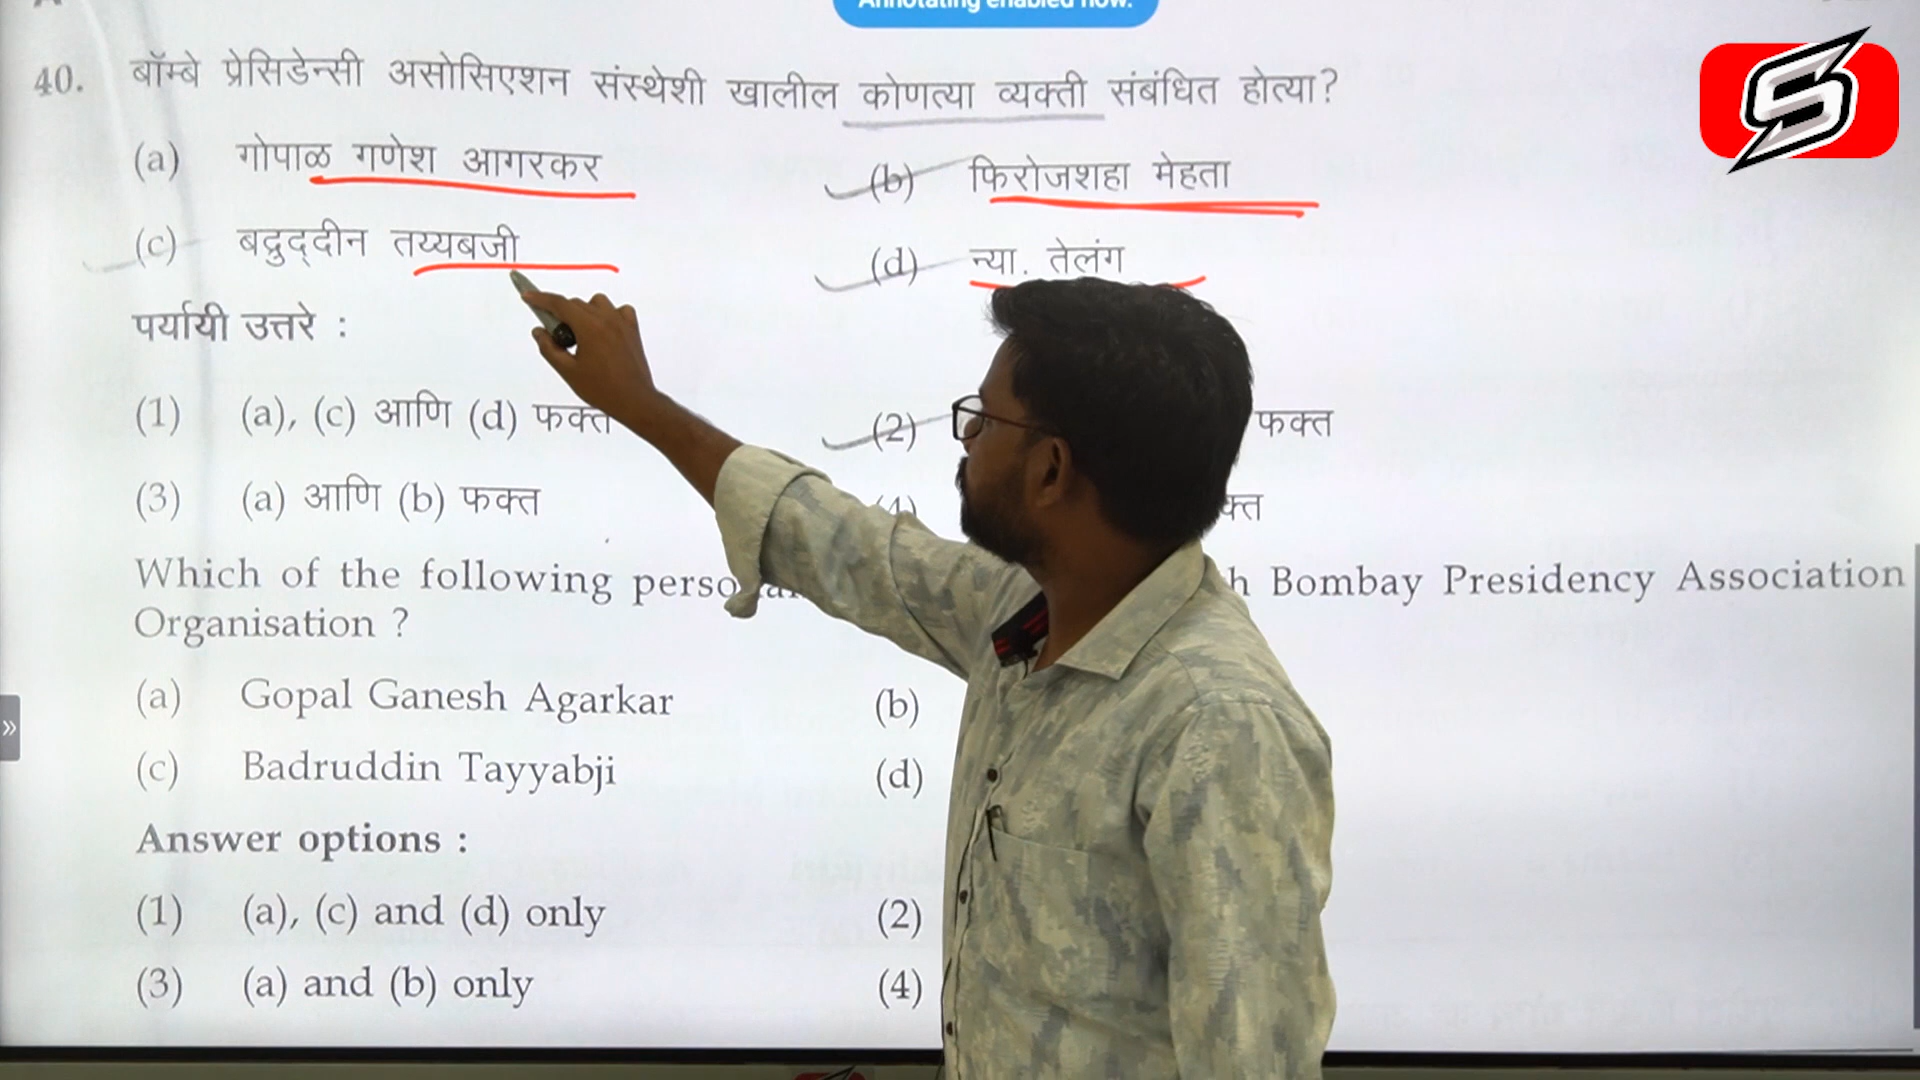 Annotating enabled now.
40. बॉम्बे प्रेसिडेन्सी असोसिएशन संस्थेशी खालील कोणत्या व्यक्ती संबंधित होत्या?
(a) गोपाळ गणेश आगरकर (b) फिरोजशहा मेहता
(c) बद्रुद्‌दीन तय्यबजी (d) न्या. तेलंग
पर्यायी उत्तरे :
(1) (a), (c) आणि (d) फक्त (2) फक्त
(3) (a) आणि (b) फक्त (4)
Which of the following Bombay Presidency Association
Organisation ?
(a) Gopal Ganesh Agarkar (b)
(c) Badruddin Tayyabji (d)
Answer options :
(1) (a), (c) and (d) only (2)
(3) (a) and (b) only (4)